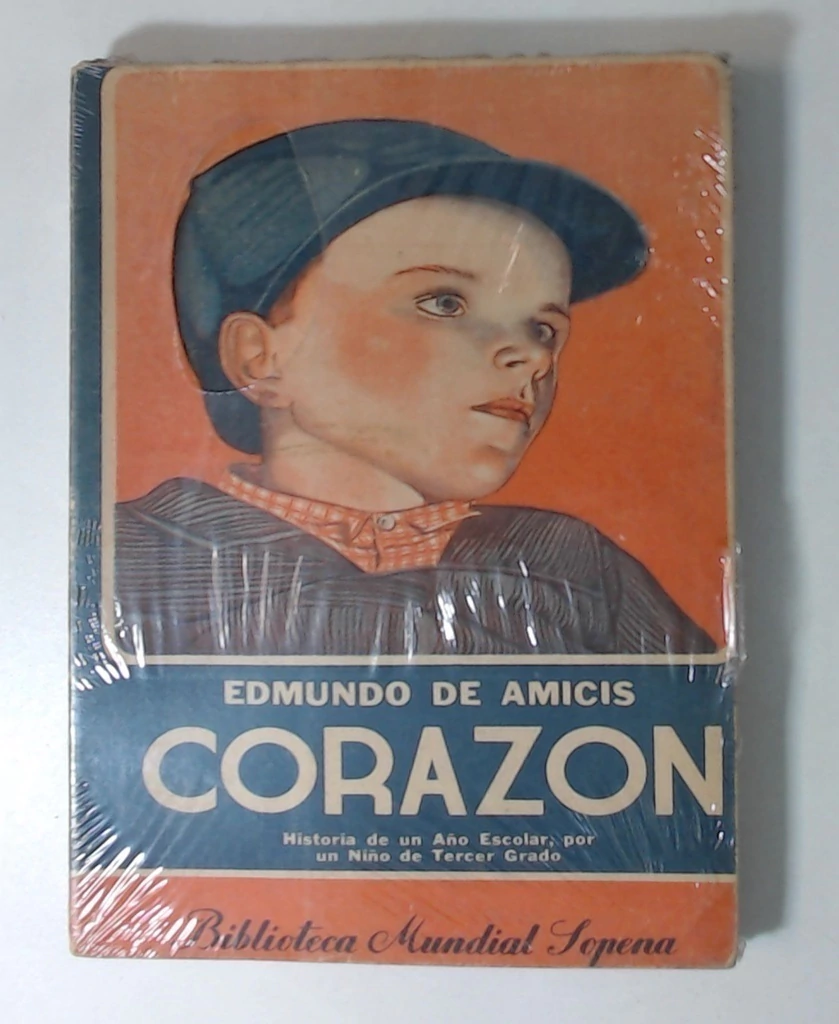 EDMUNDO DE AMICIS
CORAZON
Historia de un Año Escolar, por
un Niño de Tercer Grado
Biblioteca Mundial Sopena